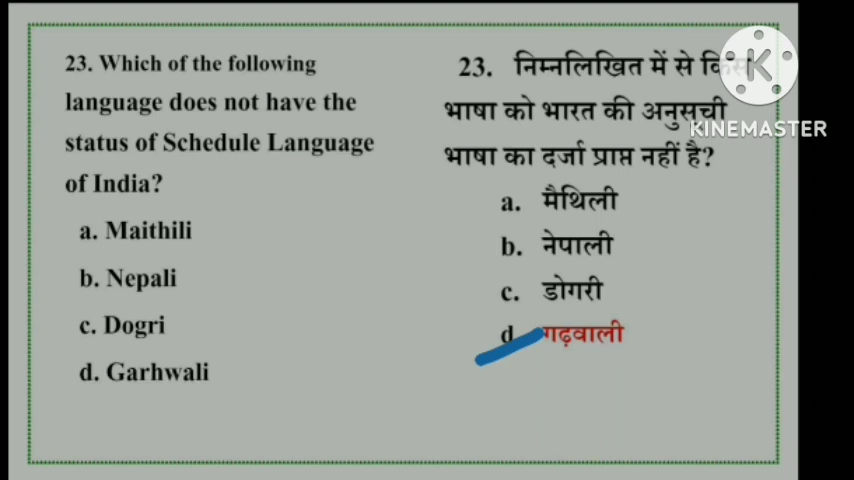 23. Which of the following
language does not have the
status of Schedule Language
of India?
a. Maithili
b. Nepali
c. Dogri
d. Garhwali
23. निम्नलिखित में से किस
भाषा को भारत की अनुसची
भाषा का दर्जा प्राप्त नहीं है?
a. मैथिली
b. नेपाली
c. डोगरी
d. गढ़वाली
KINEMASTER